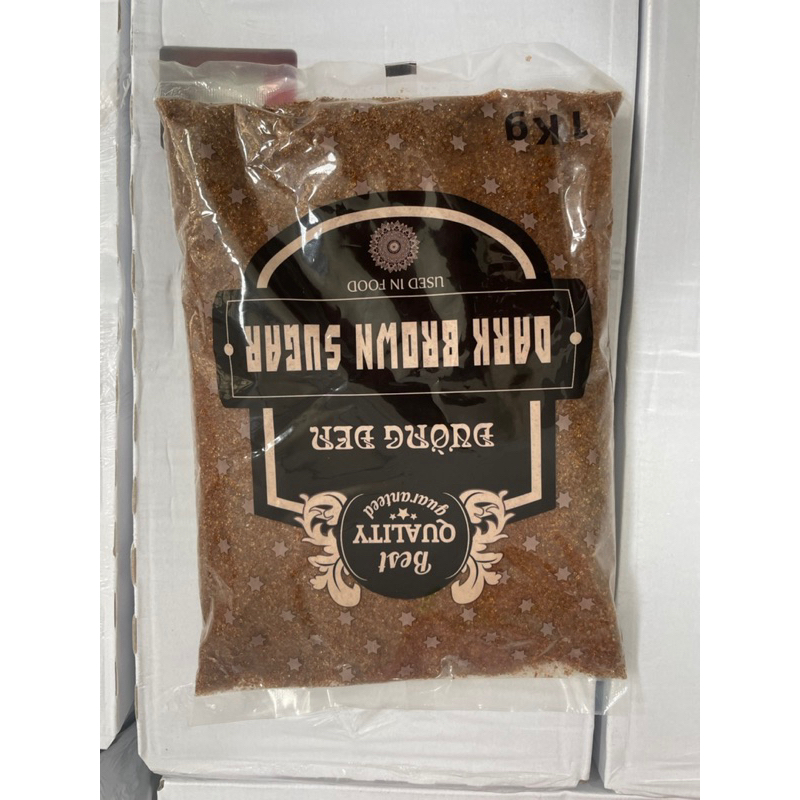 Best
QUALITY
guaranteed
ĐƯỜNG ĐEN
DARK BROWN SUGAR
USED IN FOOD
1Kg